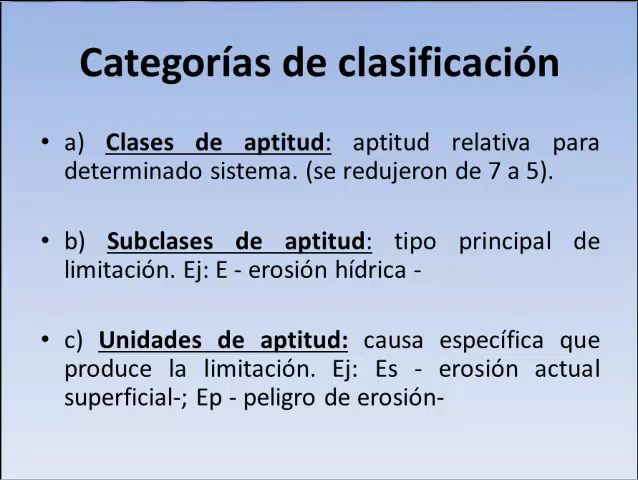 Categorías de clasificación
• a) Clases de aptitud: aptitud relativa para
determinado sistema. (se redujeron de 7 a 5).
• b) Subclases de aptitud: tipo principal de
limitación. Ej: E - erosión hídrica -
• c) Unidades de aptitud: causa específica que
produce la limitación. Ej: Es - erosión actual
superficial-; Ep - peligro de erosión-